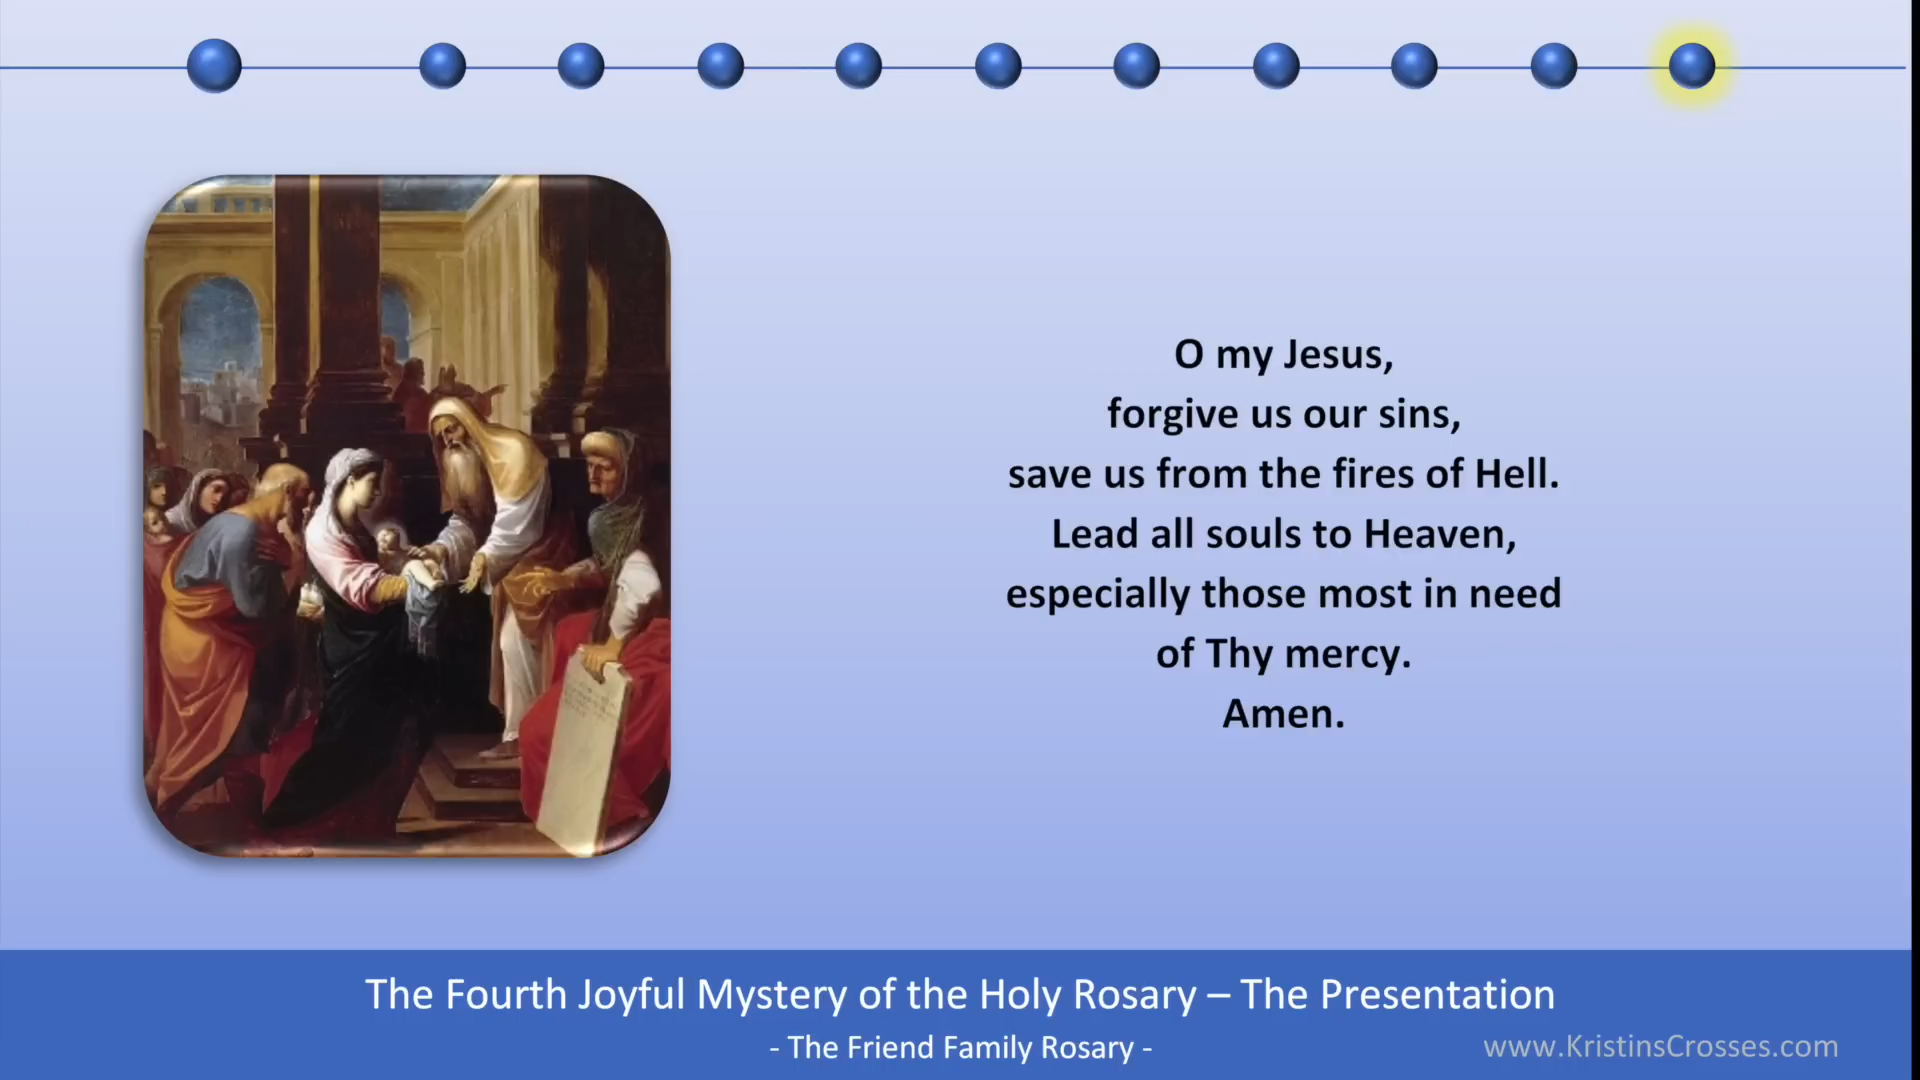 O my Jesus,
forgive us our sins,
save us from the fires of Hell.
Lead all souls to Heaven,
especially those most in need
of Thy mercy.
Amen.
The Fourth Joyful Mystery of the Holy Rosary – The Presentation
- The Friend Family Rosary -
www.KristinsCrosses.com